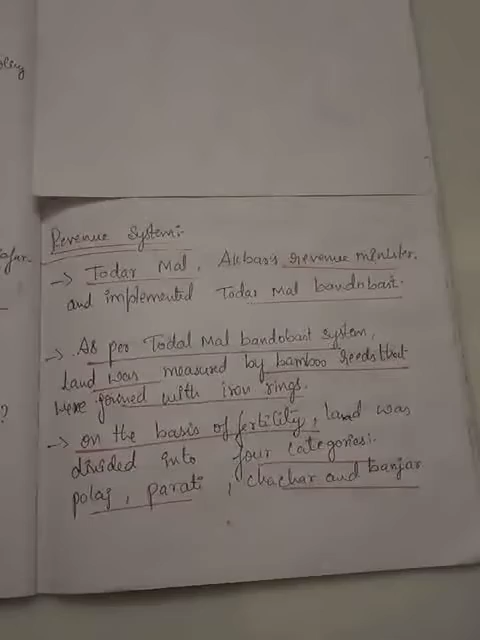 Revenue System:-
-> Todar Mal, Akbar's revenue minister.
and implemented Todar Mal bandobast.
-> As per Todal Mal bandobast system,
Land was measured by bamboo reeds that
were joined with iron rings.
-> on the basis of fertility, land was
divided into four categories:-
polaj, parati, chachar and banjar